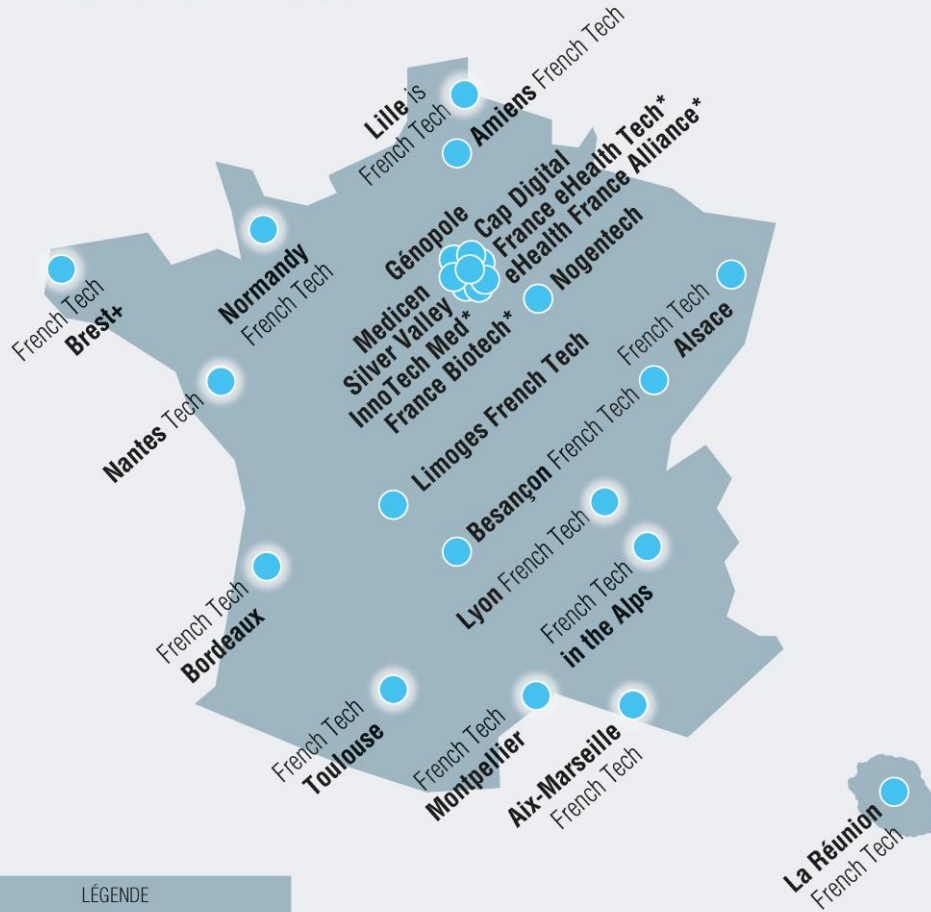 Lille is
French Tech
Amiens French Tech
Cap Digital
France eHealth Tech*
eHealth France Alliance*
Génopole
Medicen
Silver Valley
InnoTech Med*
France Biotech*
Nogentech
Normandy
French Tech
French Tech
Brest+
French Tech
Alsace
Nantes Tech
Limoges French Tech
Besançon French Tech
Lyon French Tech
French Tech
in the Alps
French Tech
Bordeaux
French Tech
Toulouse
French Tech
Montpellier
Aix-Marseille
French Tech
La Réunion
French Tech
LÉGENDE